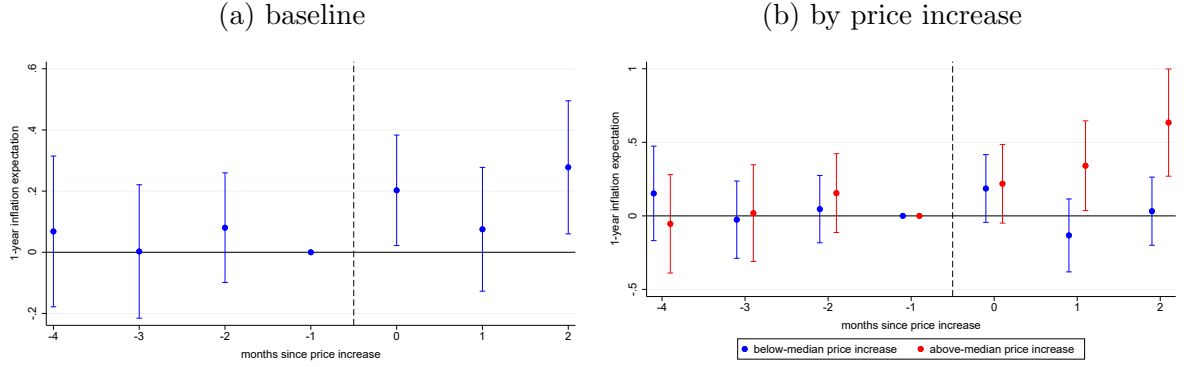 (a) baseline
1-year inflation expectation
.6
.4
.2
0
-.2
-4
-3
-2
-1
0
1
2
months since price increase
(b) by price increase
1-year inflation expectation
1
.5
0
-.5
-4
-3
-2
-1
0
1
2
months since price increase
below-median price increase
above-median price increase